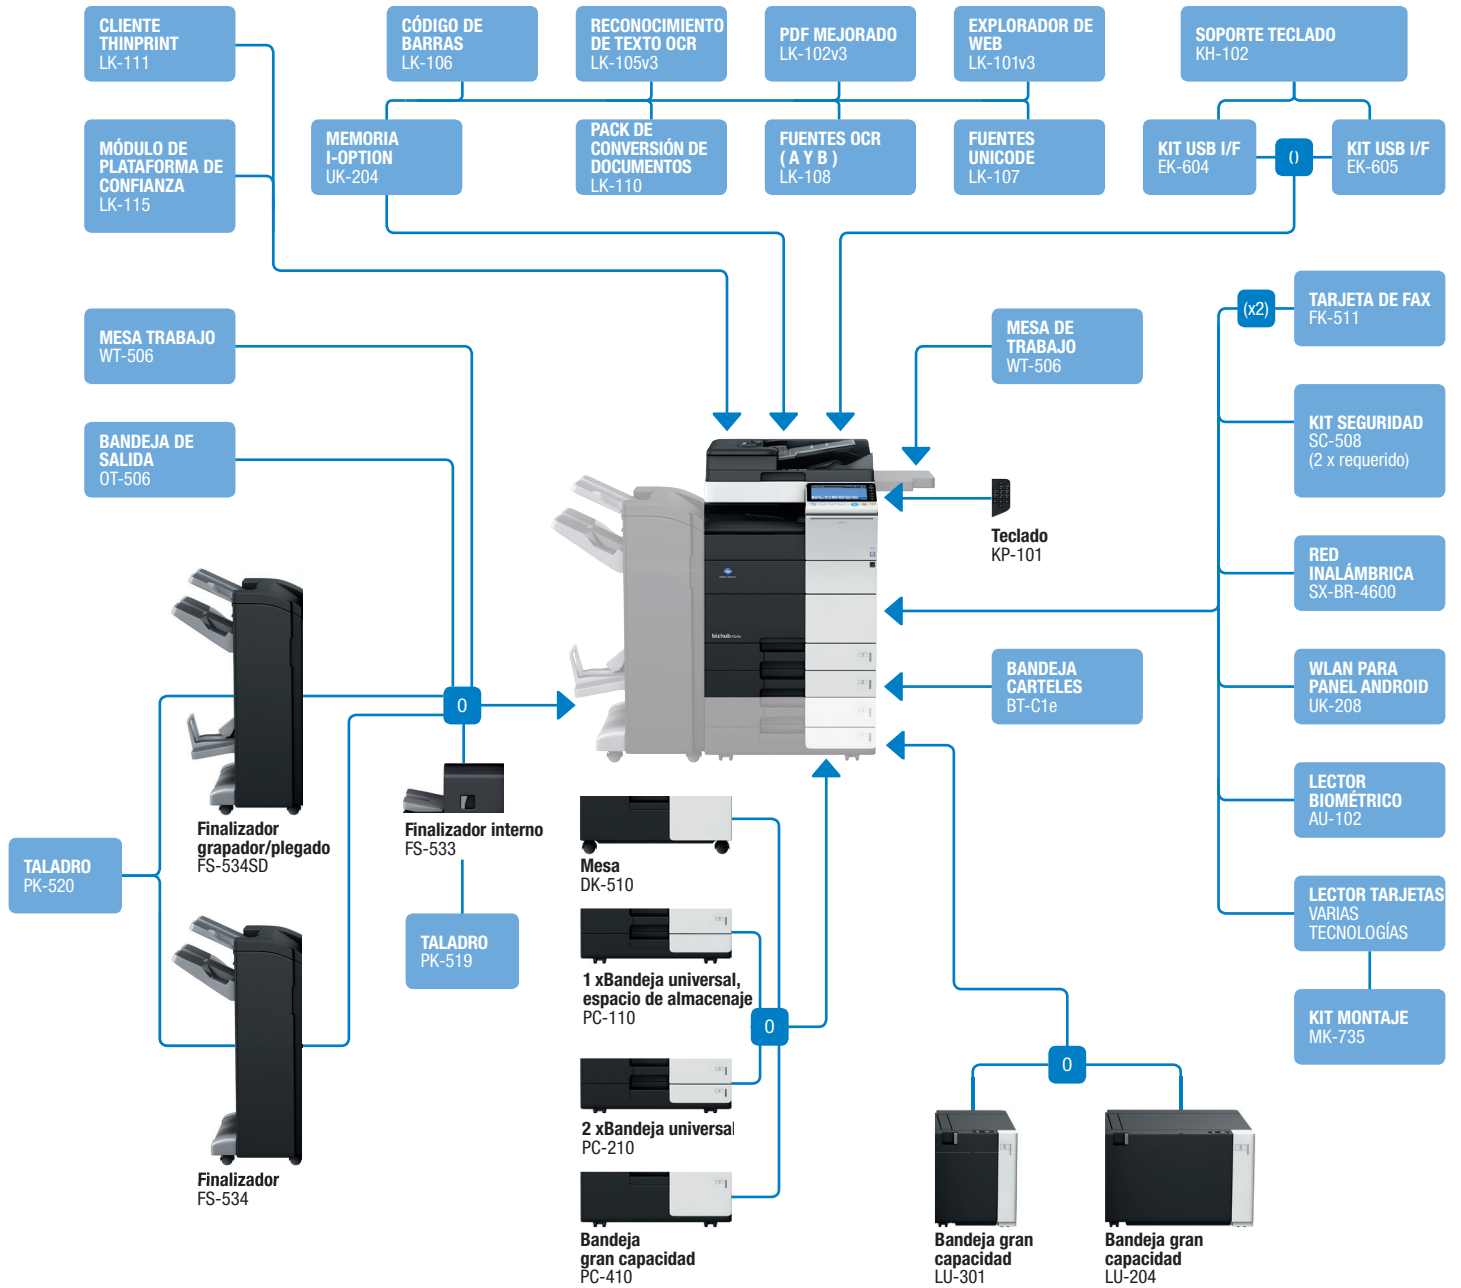 CLIENTE
THINPRINT
LK-111
CÓDIGO DE
BARRAS
LK-106
RECONOCIMIENTO
DE TEXTO OCR
LK-105v3
PDF MEJORADO
LK-102v3
EXPLORADOR DE
WEB
LK-101v3
SOPORTE TECLADO
KH-102
MÓDULO DE
PLATAFORMA DE
CONFIANZA
LK-115
MEMORIA
I-OPTION
UK-204
PACK DE
CONVERSIÓN DE
DOCUMENTOS
LK-110
FUENTES OCR
( A Y B )
LK-108
FUENTES
UNICODE
LK-107
KIT USB I/F
EK-604
()
KIT USB I/F
EK-605
MESA TRABAJO
WT-506
MESA DE
TRABAJO
WT-506
(x2)
TARJETA DE FAX
FK-511
BANDEJA DE
SALIDA
OT-506
KIT SEGURIDAD
SC-508
(2 x requerido)
Teclado
KP-101
RED
INALÁMBRICA
SX-BR-4600
bizhub
BANDEJA
CARTELES
BT-C1e
WLAN PARA
PANEL ANDROID
UK-208
0
LECTOR
BIOMÉTRICO
AU-102
Finalizador
grapador/plegado
FS-534SD
Finalizador interno
FS-533
Mesa
DK-510
TALADRO
PK-520
TALADRO
PK-519
LECTOR TARJETAS
VARIAS
TECNOLOGÍAS
1 xBandeja universal,
espacio de almacenaje
PC-110
0
KIT MONTAJE
MK-735
0
2 xBandeja universal
PC-210
Finalizador
FS-534
Bandeja
gran capacidad
PC-410
Bandeja gran
capacidad
LU-301
Bandeja gran
capacidad
LU-204